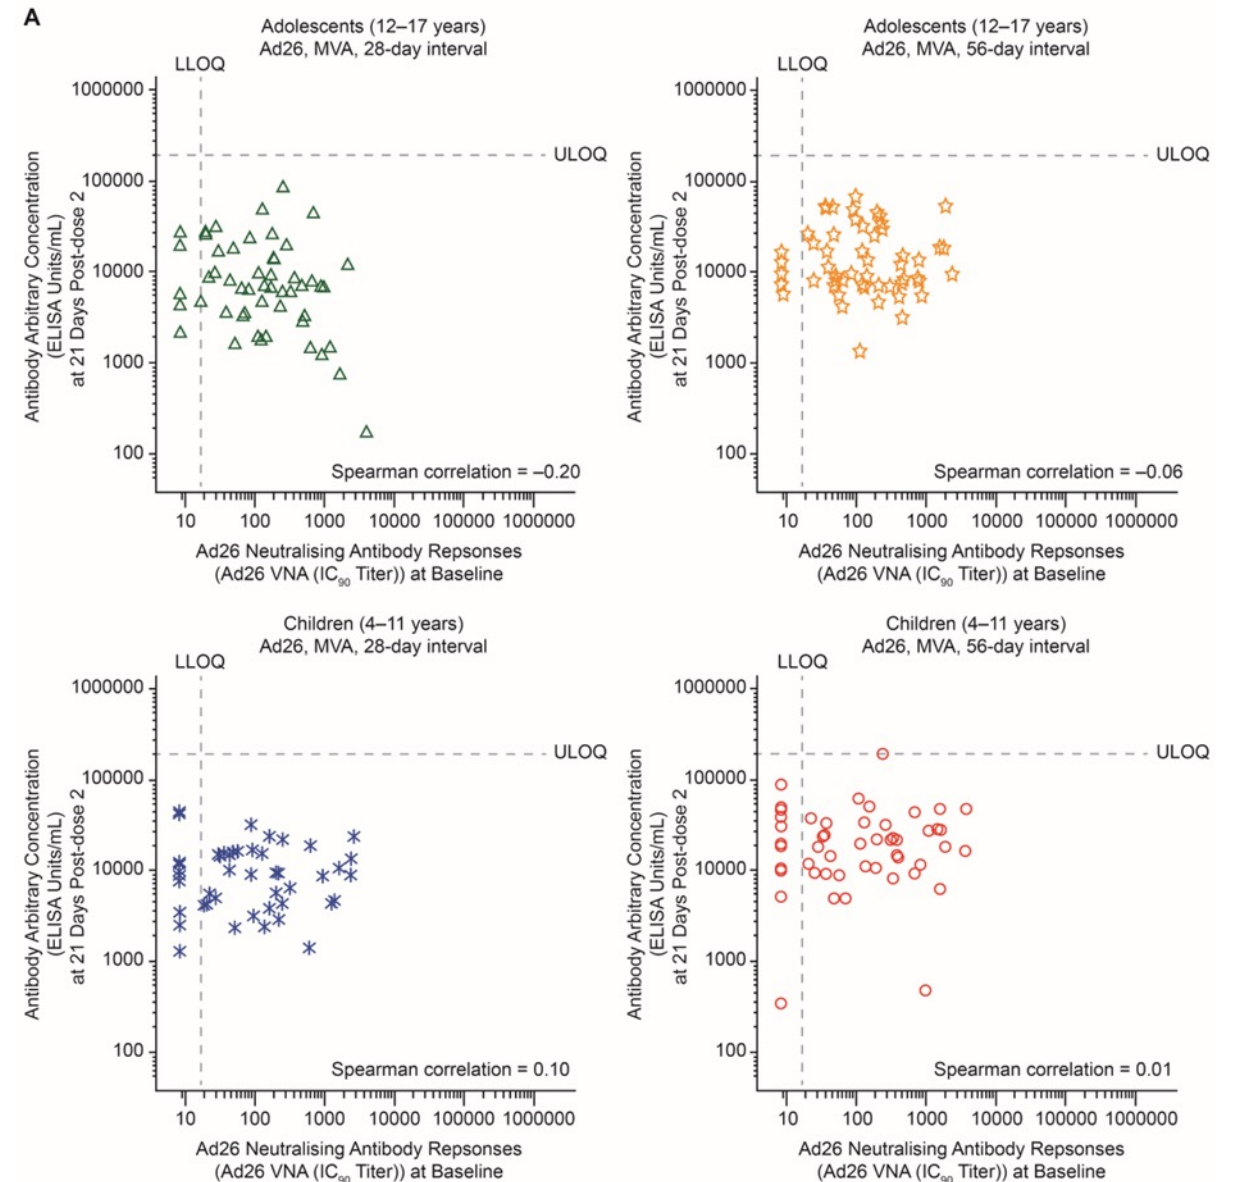 A
Adolescents (12–17 years)
Ad26, MVA, 28-day interval
LLOQ
1000000
100000
10000
1000
100
ULOQ
Antibody Arbitrary Concentration
(ELISA Units/mL)
at 21 Days Post-dose 2
Spearman correlation = –0.20
10 100 1000 10000 100000 1000000
Ad26 Neutralising Antibody Repsonses
(Ad26 VNA (IC90 Titer)) at Baseline
Adolescents (12–17 years)
Ad26, MVA, 56-day interval
LLOQ
1000000
100000
10000
1000
100
ULOQ
Antibody Arbitrary Concentration
(ELISA Units/mL)
at 21 Days Post-dose 2
Spearman correlation = –0.06
10 100 1000 10000 100000 1000000
Ad26 Neutralising Antibody Repsonses
(Ad26 VNA (IC90 Titer)) at Baseline
Children (4–11 years)
Ad26, MVA, 28-day interval
LLOQ
1000000
100000
10000
1000
100
ULOQ
Antibody Arbitrary Concentration
(ELISA Units/mL)
at 21 Days Post-dose 2
Spearman correlation = 0.10
10 100 1000 10000 100000 1000000
Ad26 Neutralising Antibody Repsonses
(Ad26 VNA (IC90 Titer)) at Baseline
Children (4–11 years)
Ad26, MVA, 56-day interval
LLOQ
1000000
100000
10000
1000
100
ULOQ
Antibody Arbitrary Concentration
(ELISA Units/mL)
at 21 Days Post-dose 2
Spearman correlation = 0.01
10 100 1000 10000 100000 1000000
Ad26 Neutralising Antibody Repsonses
(Ad26 VNA (IC90 Titer)) at Baseline